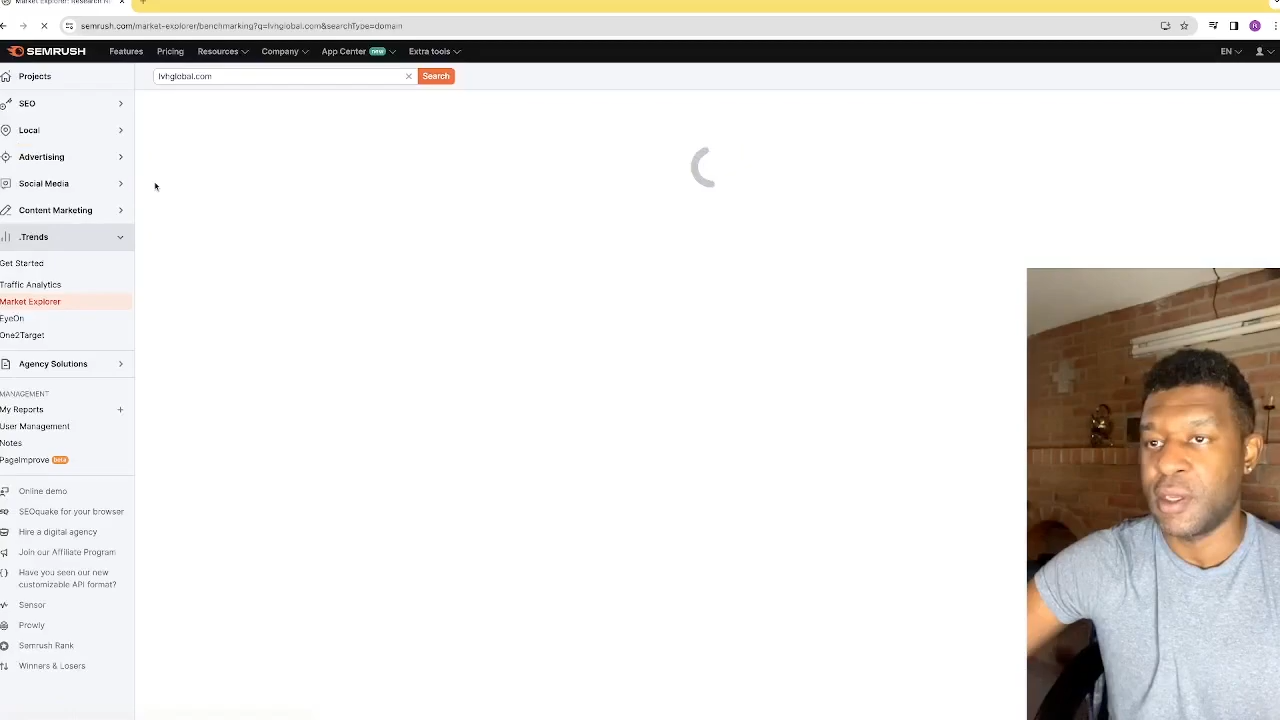 Market Explorer: Research
semrush.com/market-explorer/benchmarking?q=lvhglobal.com&searchType=domain
R
SEMRUSH
Features
Pricing
Resources
Company
App Center new
Extra tools
EN
Projects
lvhglobal.com
Search
SEO
Local
Advertising
Social Media
Content Marketing
.Trends
Get Started
Traffic Analytics
Market Explorer
EyeOn
One2Target
Agency Solutions
MANAGEMENT
My Reports
User Management
Notes
PageImprove beta
Online demo
SEOquake for your browser
Hire a digital agency
Join our Affiliate Program
Have you seen our new
customizable API format?
Sensor
Prowly
Semrush Rank
Winners & Losers